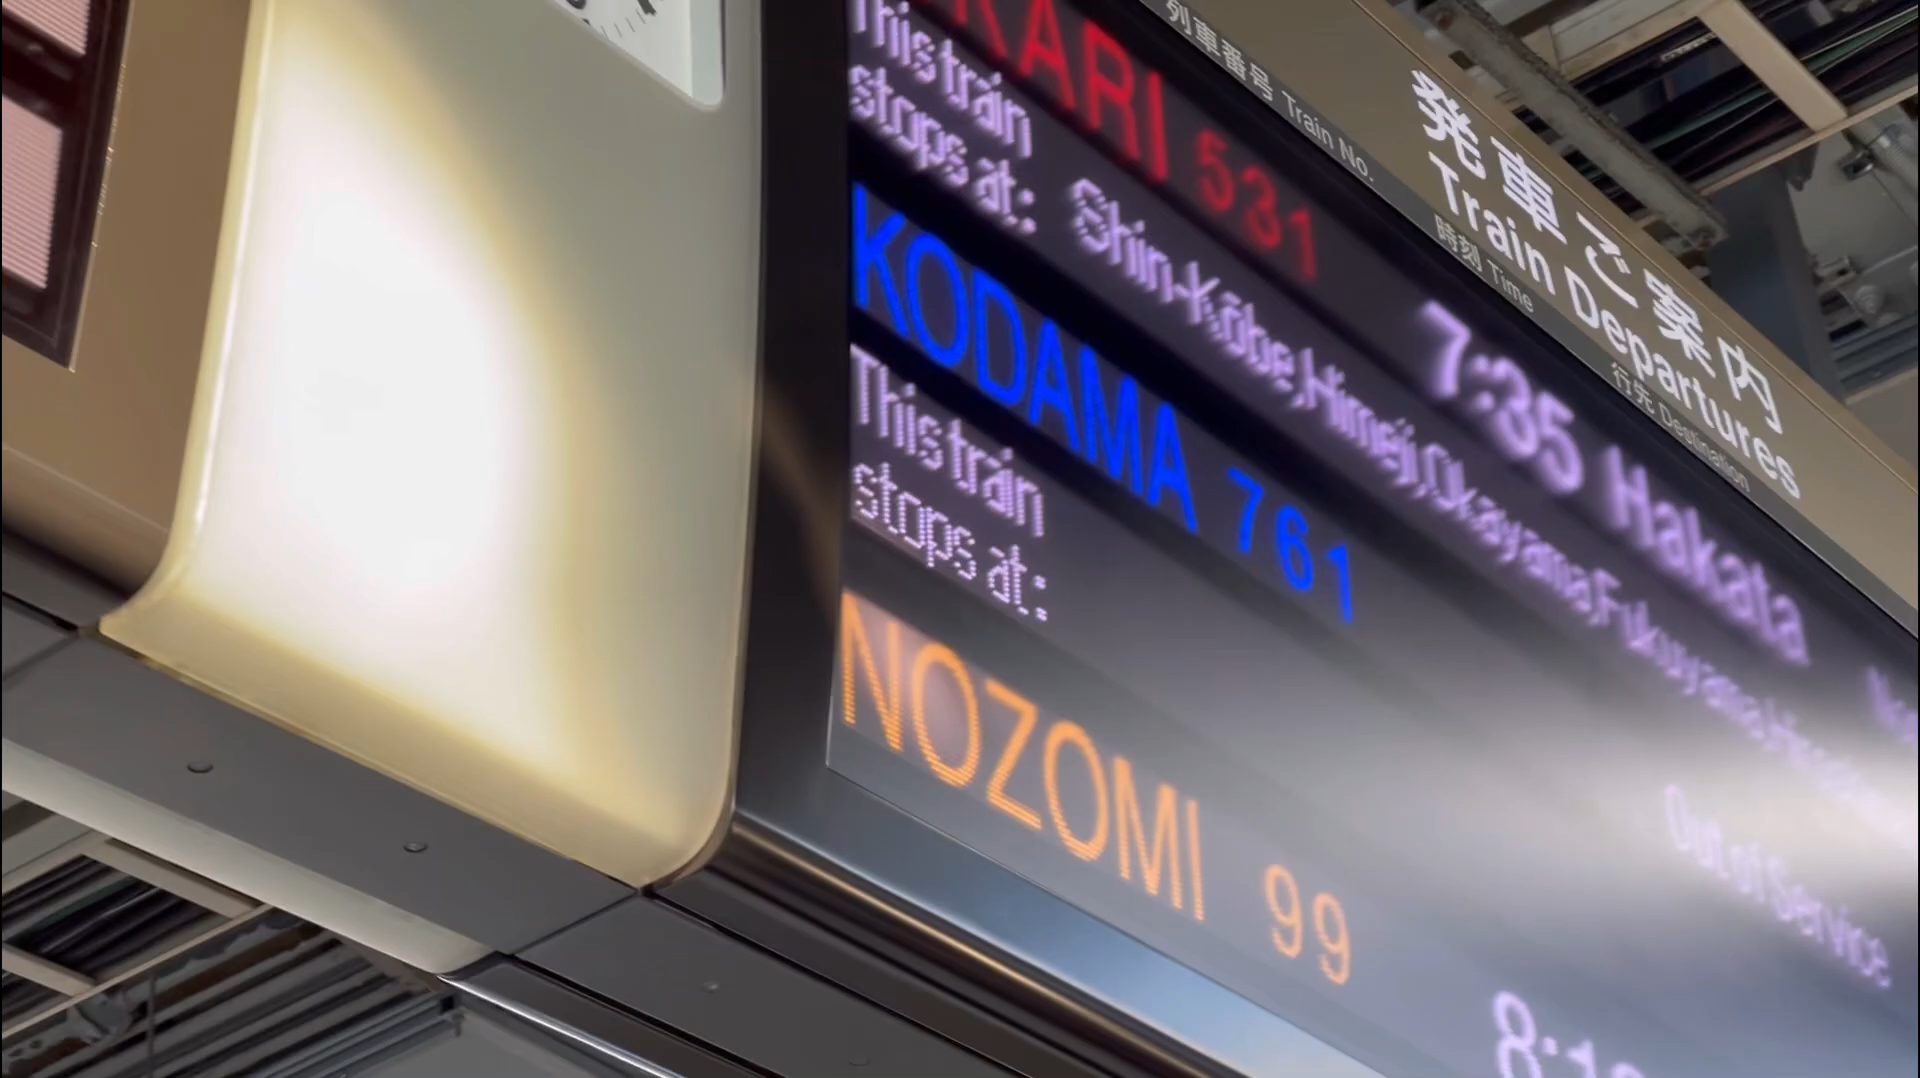 発車ご案内
Train Departures
列車番号 Train No.
時刻 Time
行先 Destination
KARI 531 7:35 Hakata
This train
stops at: Shin-Kobe, Himeji, Okayama, Fukuyama,
KODAMA 761
This train
stops at:
Out of Service
NOZOMI 99